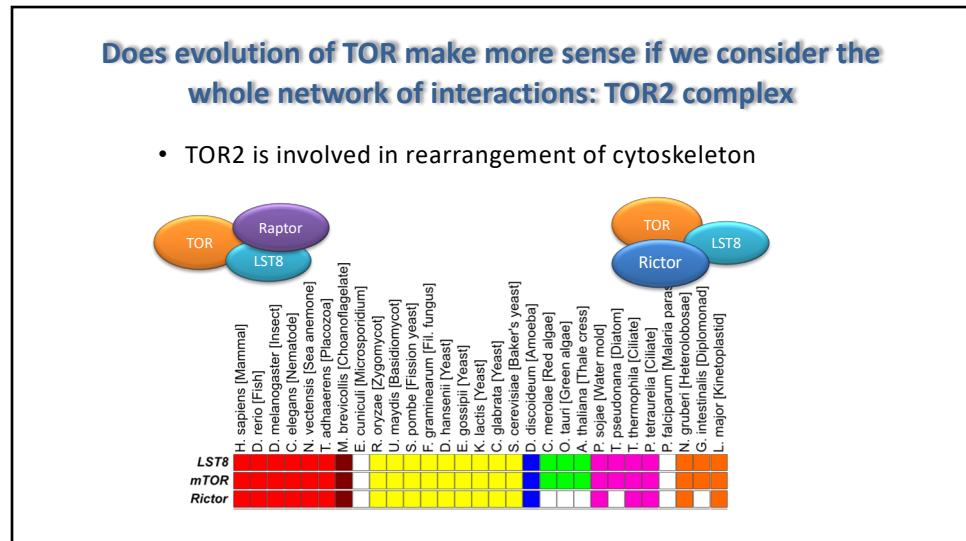 Does evolution of TOR make more sense if we consider the
whole network of interactions: TOR2 complex
• TOR2 is involved in rearrangement of cytoskeleton
TOR
Raptor
LST8
TOR
LST8
Rictor
H. sapiens [Mammal]
D. rerio [Fish]
D. melanogaster [Insect]
C. elegans [Nematode]
N. vectensis [Sea anemone]
T. adhaaerens [Placozoa]
M. brevicollis [Choanoflagelate]
E. cuniculi [Microsporidium]
R. oryzae [Zygomycot]
U. maydis [Basidiomycot]
S. pombe [Fission yeast]
F. graminearum [Fil. fungus]
D. hansenii [Yeast]
E. gossipii [Yeast]
K. lactis [Yeast]
C. glabrata [Yeast]
S. cerevisiae [Baker's yeast]
D. discoideum [Amoeba]
C. merolae [Red algae]
O. tauri [Green algae]
A. thaliana [Thale cress]
P. sojae [Water mold]
T. pseudonana [Diatom]
T. thermophila [Ciliate]
P. tetraurelia [Ciliate]
P. falciparum [Malaria paras
N. gruberi [Heterolobosae]
G. intestinalis [Diplomonad]
L. major [Kinetoplastid]
LST8
mTOR
Rictor